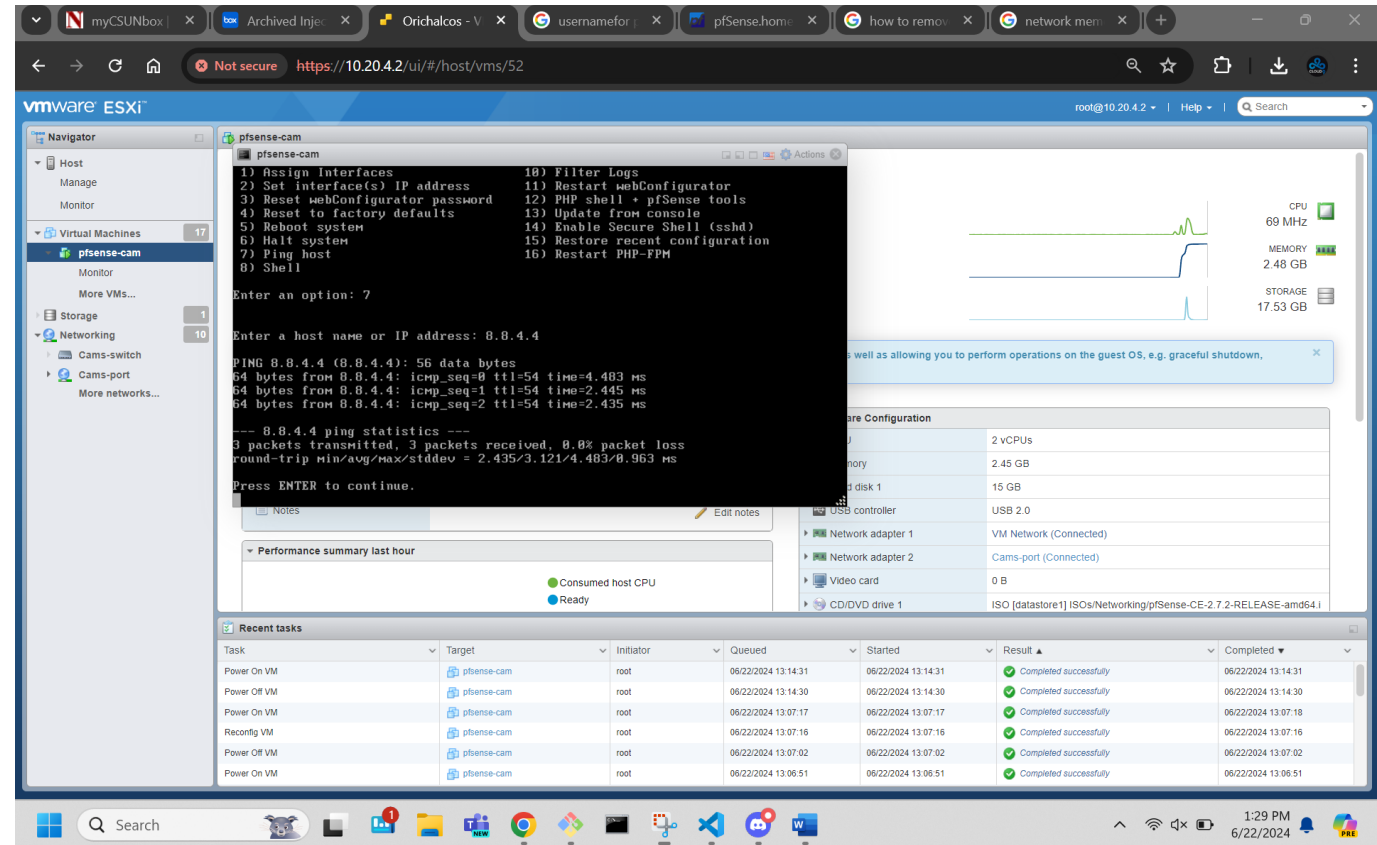 myCSUNbox |
Archived Injec
Orichalcos - V
usernamefor p
pfSense.home
how to remov
network mem
Not secure https://10.20.4.2/ui/#/host/vms/52
vmware ESXi™
root@10.20.4.2 | Help | Search
Navigator
Host
Manage
Monitor
Virtual Machines 17
pfsense-cam
Monitor
More VMs...
Storage 1
Networking 10
Cams-switch
Cams-port
More networks...
pfsense-cam
pfsense-cam Actions
1) Assign Interfaces 10) Filter Logs
2) Set interface(s) IP address 11) Restart webConfigurator
3) Reset webConfigurator password 12) PHP shell + pfSense tools
4) Reset to factory defaults 13) Update from console
5) Reboot system 14) Enable Secure Shell (sshd)
6) Halt system 15) Restore recent configuration
7) Ping host 16) Restart PHP-FPM
8) Shell
Enter an option: 7
Enter a host name or IP address: 8.8.4.4
PING 8.8.4.4 (8.8.4.4): 56 data bytes
64 bytes from 8.8.4.4: icmp_seq=0 ttl=54 time=4.483 ms
64 bytes from 8.8.4.4: icmp_seq=1 ttl=54 time=2.445 ms
64 bytes from 8.8.4.4: icmp_seq=2 ttl=54 time=2.435 ms
--- 8.8.4.4 ping statistics ---
3 packets transmitted, 3 packets received, 0.0% packet loss
round-trip min/avg/max/stddev = 2.435/3.121/4.483/0.963 ms
Press ENTER to continue.
CPU
69 MHz
MEMORY
2.48 GB
STORAGE
17.53 GB
s well as allowing you to perform operations on the guest OS, e.g. graceful shutdown,
are Configuration
2 vCPUs
nory 2.45 GB
d disk 1 15 GB
USB controller USB 2.0
Network adapter 1 VM Network (Connected)
Network adapter 2 Cams-port (Connected)
Video card 0 B
CD/DVD drive 1 ISO [datastore1] ISOs/Networking/pfSense-CE-2.7.2-RELEASE-amd64.i
Notes Edit notes
Performance summary last hour
Consumed host CPU
Ready
Recent tasks
Task Target Initiator Queued Started Result ▲ Completed ▼
Power On VM pfsense-cam root 06/22/2024 13:14:31 06/22/2024 13:14:31 Completed successfully 06/22/2024 13:14:31
Power Off VM pfsense-cam root 06/22/2024 13:14:30 06/22/2024 13:14:30 Completed successfully 06/22/2024 13:14:30
Power On VM pfsense-cam root 06/22/2024 13:07:17 06/22/2024 13:07:17 Completed successfully 06/22/2024 13:07:18
Reconfig VM pfsense-cam root 06/22/2024 13:07:16 06/22/2024 13:07:16 Completed successfully 06/22/2024 13:07:16
Power Off VM pfsense-cam root 06/22/2024 13:07:02 06/22/2024 13:07:02 Completed successfully 06/22/2024 13:07:02
Power On VM pfsense-cam root 06/22/2024 13:06:51 06/22/2024 13:06:51 Completed successfully 06/22/2024 13:06:51
Search
1:29 PM
6/22/2024